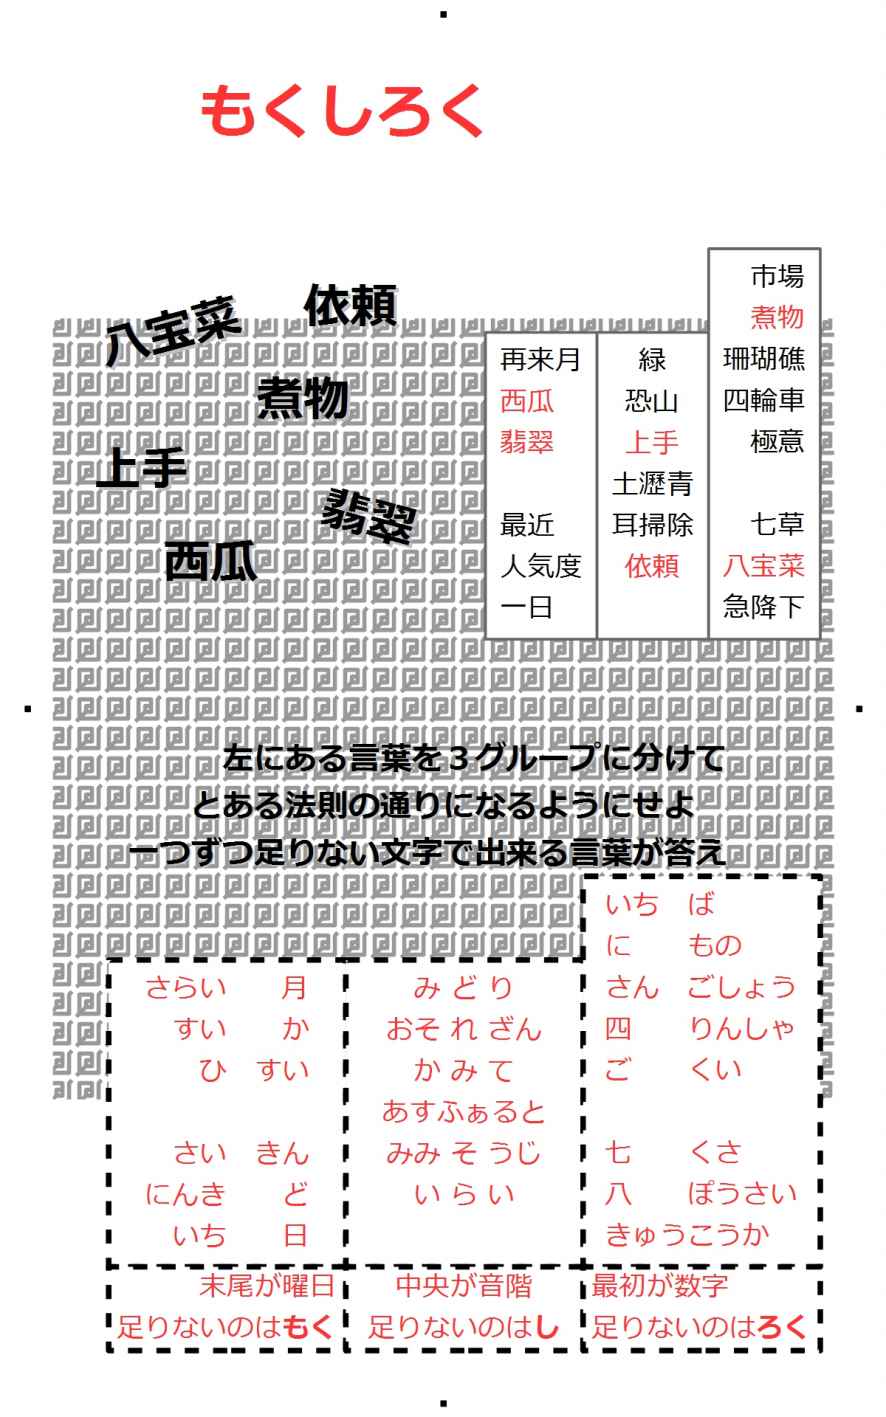 もくしろく
八宝菜
依頼
煮物
上手
翡翠
西瓜
再来月
西瓜
翡翠
最近
人気度
一日
緑
恐山
上手
土瀝青
耳掃除
依頼
市場
煮物
珊瑚礁
四輪車
極意
七草
八宝菜
急降下
左にある言葉を3グループに分けて
とある法則の通りになるようにせよ
一つずつ足りない文字で出来る言葉が答え
さらい 月
すい か
ひ すい
さい きん
にんき ど
いち 日
末尾が曜日
足りないのはもく
み ど り
おそ れ ざん
か み て
あすふぁると
みみ そ うじ
い ら い
中央が音階
足りないのはし
いち ば
に もの
さん ごしょう
四 りんしゃ
ご くい
七 くさ
八 ぽうさい
きゅうこうか
最初が数字
足りないのはろく